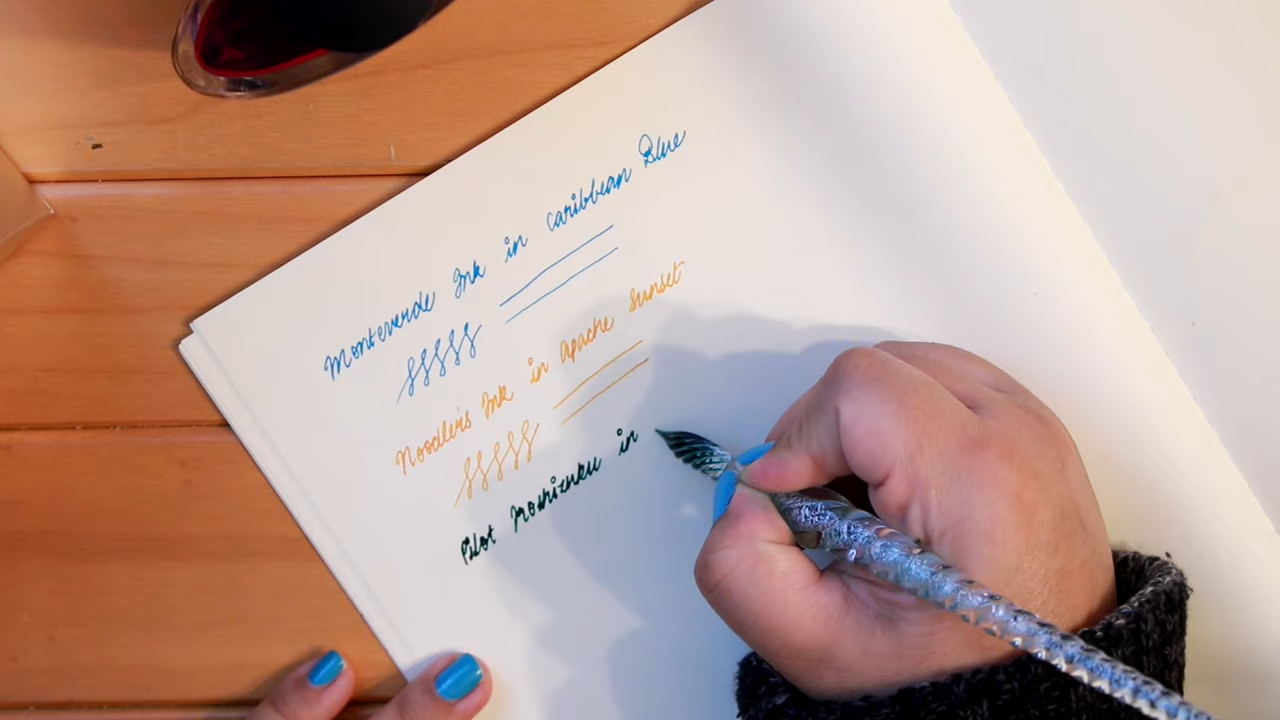 Monteverde Ink in Caribbean Blue
Noodler's Ink in Apache Sunset
Pilot Iroshizuku in